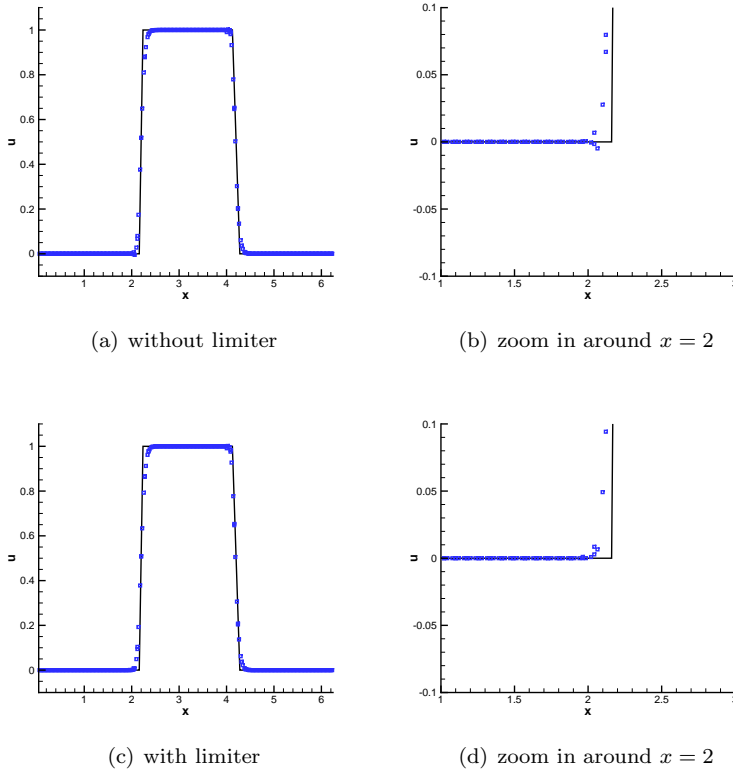 1
0.8
0.6
0.4
0.2
0
u
1 2 3 4 5 6
x
(a) without limiter
0.1
0.05
0
-0.05
-0.1
u
1 1.5 2 2.5 3
x
(b) zoom in around x = 2
1
0.8
0.6
0.4
0.2
0
u
1 2 3 4 5 6
x
(c) with limiter
0.1
0.05
0
-0.05
-0.1
u
1 1.5 2 2.5 3
x
(d) zoom in around x = 2